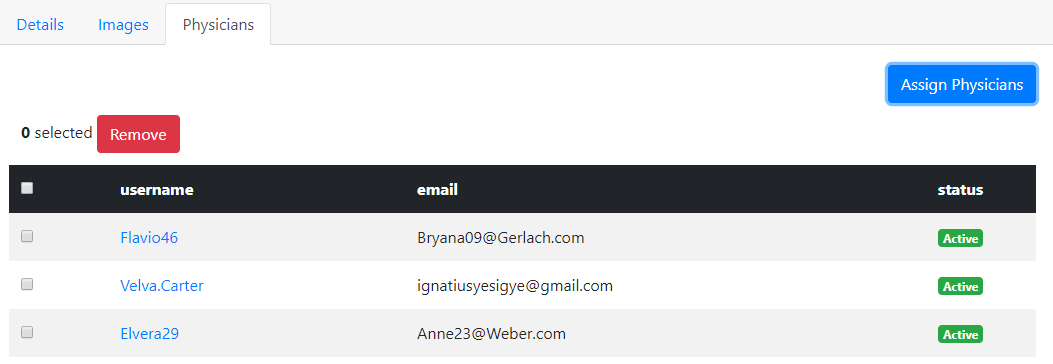 Details Images Physicians
Assign Physicians
0 selected Remove
username email status
Flavio46 Bryana09@Gerlach.com Active
Velva.Carter ignatiusyesigye@gmail.com Active
Elvera29 Anne23@Weber.com Active